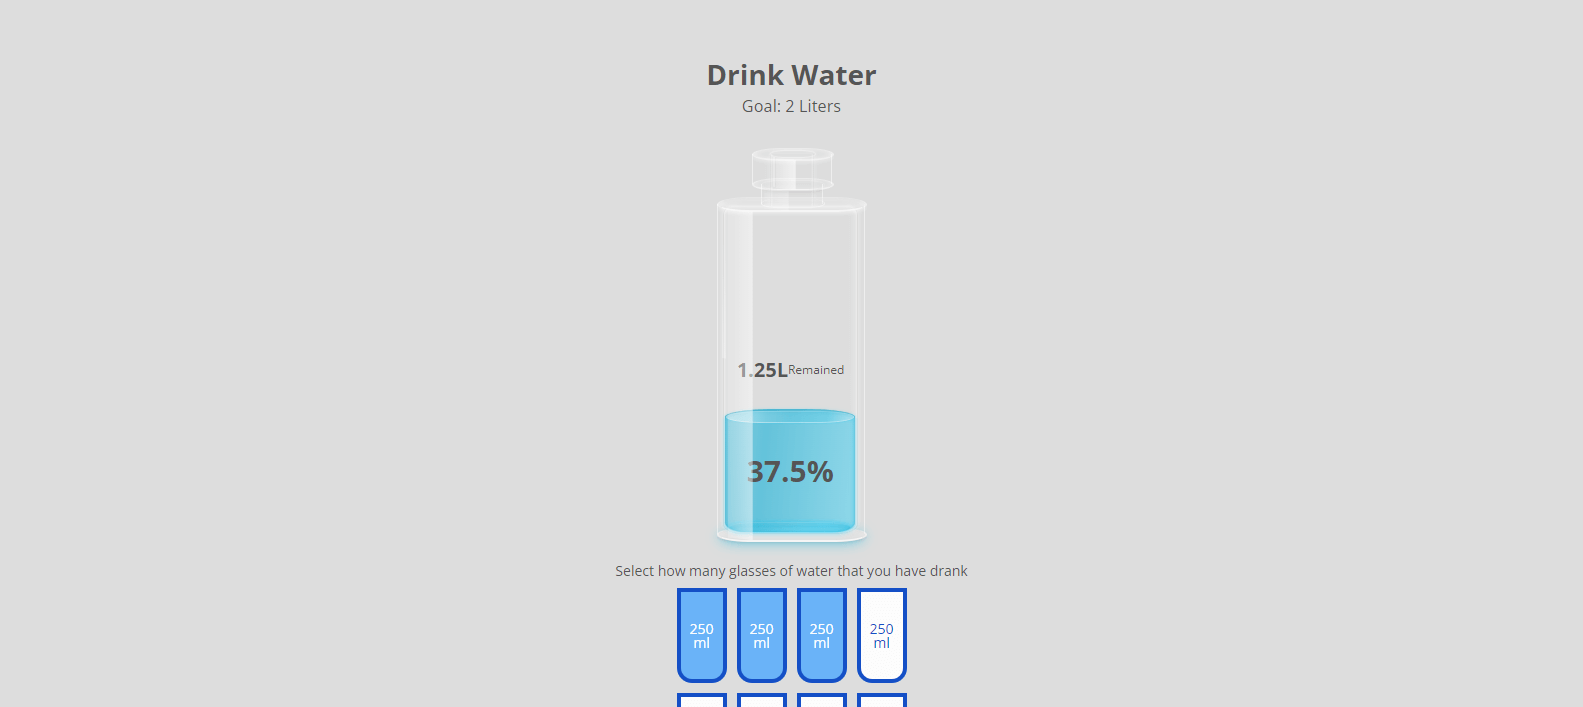 Drink Water
Goal: 2 Liters
1.25L Remained
37.5%
Select how many glasses of water that you have drank
250 ml
250 ml
250 ml
250 ml